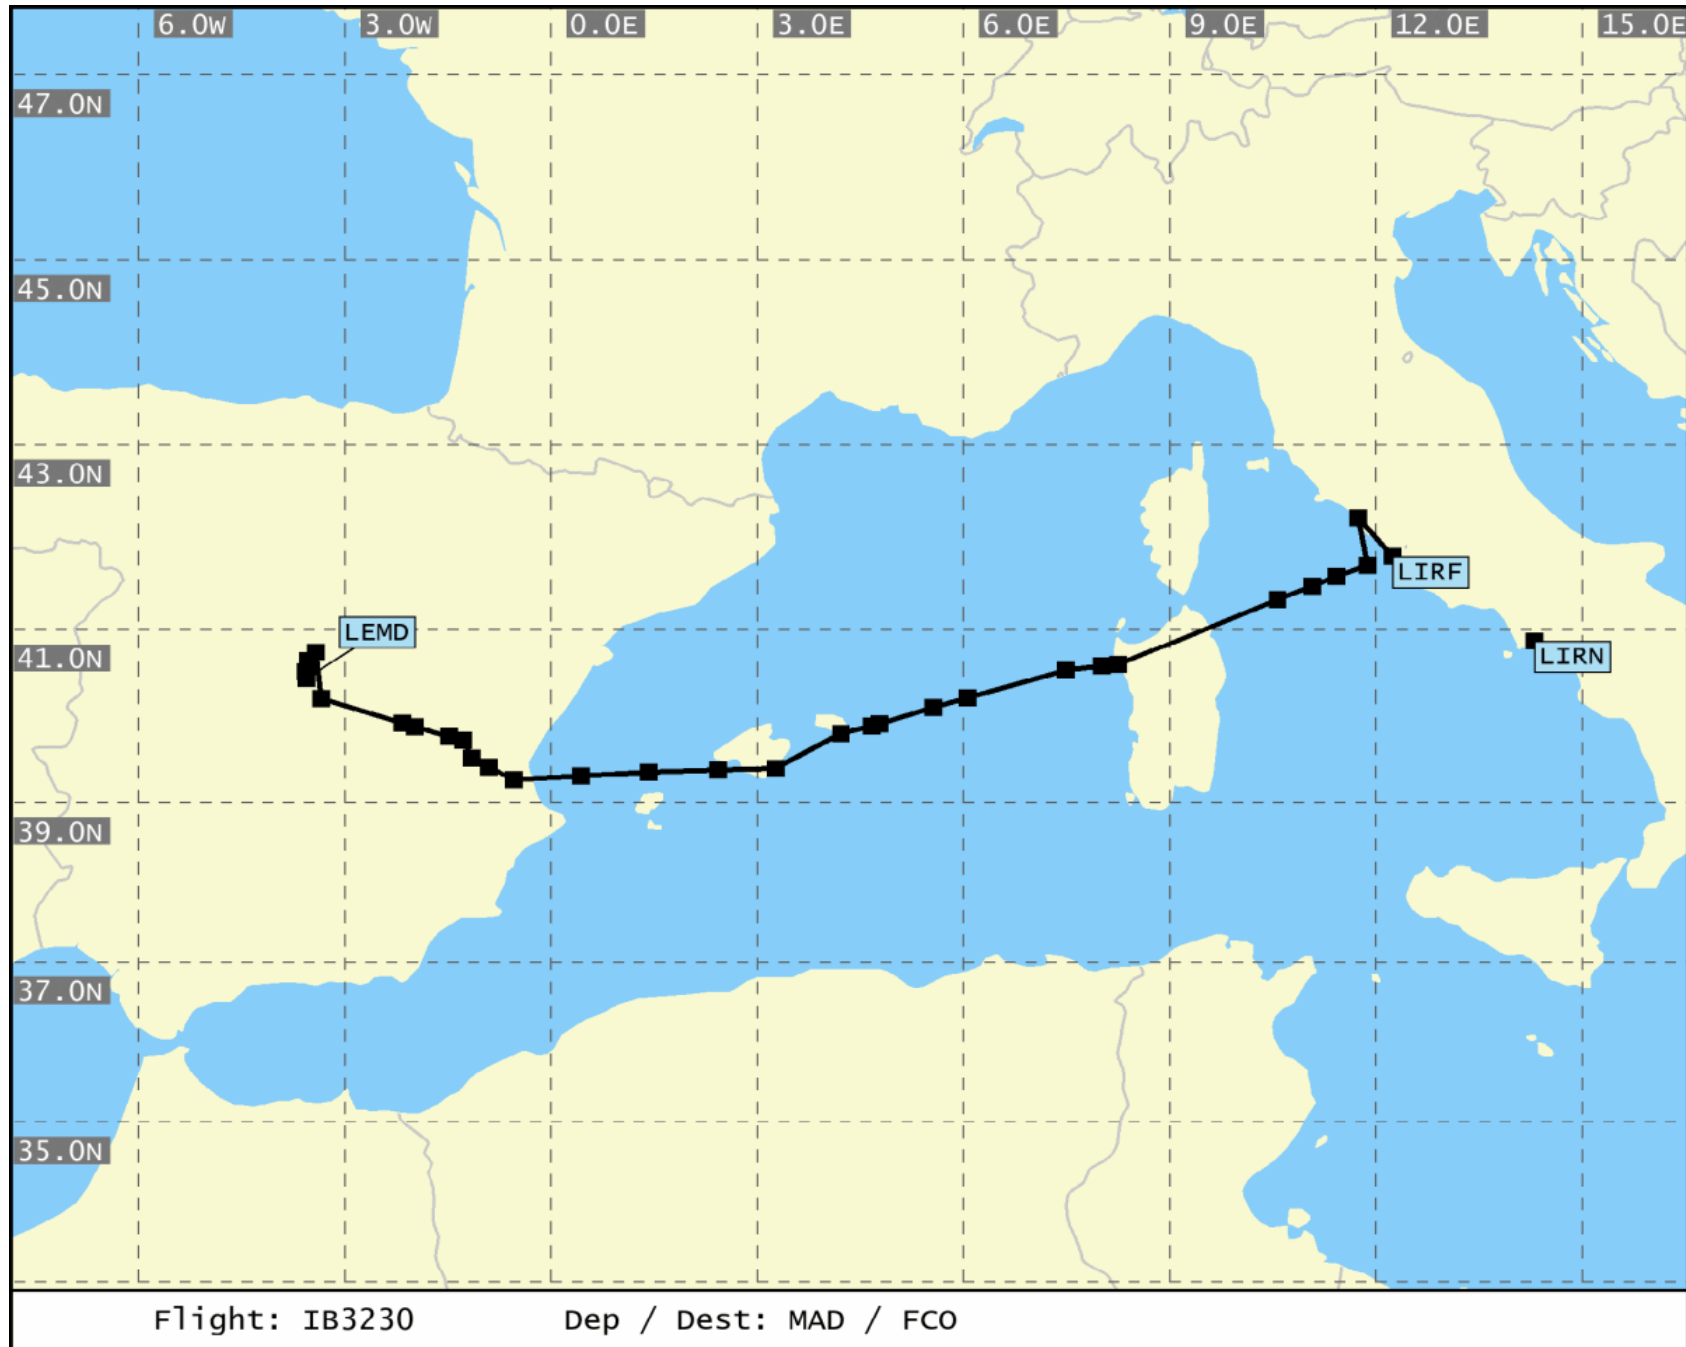 6.0W 3.0W 0.0E 3.0E 6.0E 9.0E 12.0E 15.0E
47.0N
45.0N
43.0N
LIRF
LEMD
41.0N
LIRN
39.0N
37.0N
35.0N
Flight: IB3230 Dep / Dest: MAD / FCO